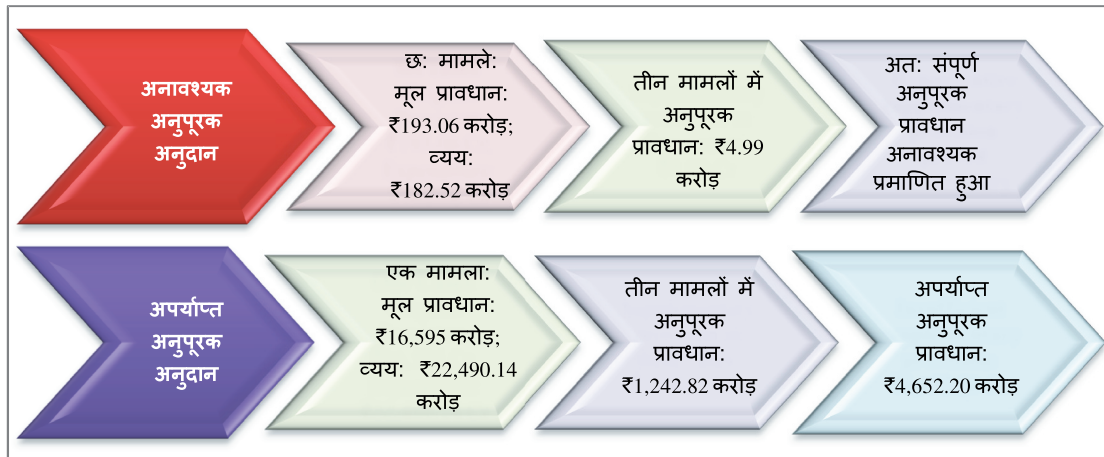 अनावश्यक
अनुपूरक
अनुदान
छ: मामले:
मूल प्रावधान:
₹193.06 करोड़;
व्यय:
₹182.52 करोड़
तीन मामलों में
अनुपूरक
प्रावधान: ₹4.99
करोड़
अत: संपूर्ण
अनुपूरक
प्रावधान
अनावश्यक
प्रमाणित हुआ
अपर्याप्त
अनुपूरक
अनुदान
एक मामला:
मूल प्रावधान:
₹16,595 करोड़;
व्यय: ₹22,490.14
करोड़
तीन मामलों में
अनुपूरक
प्रावधान:
₹1,242.82 करोड़
अपर्याप्त
अनुपूरक
प्रावधान:
₹4,652.20 करोड़